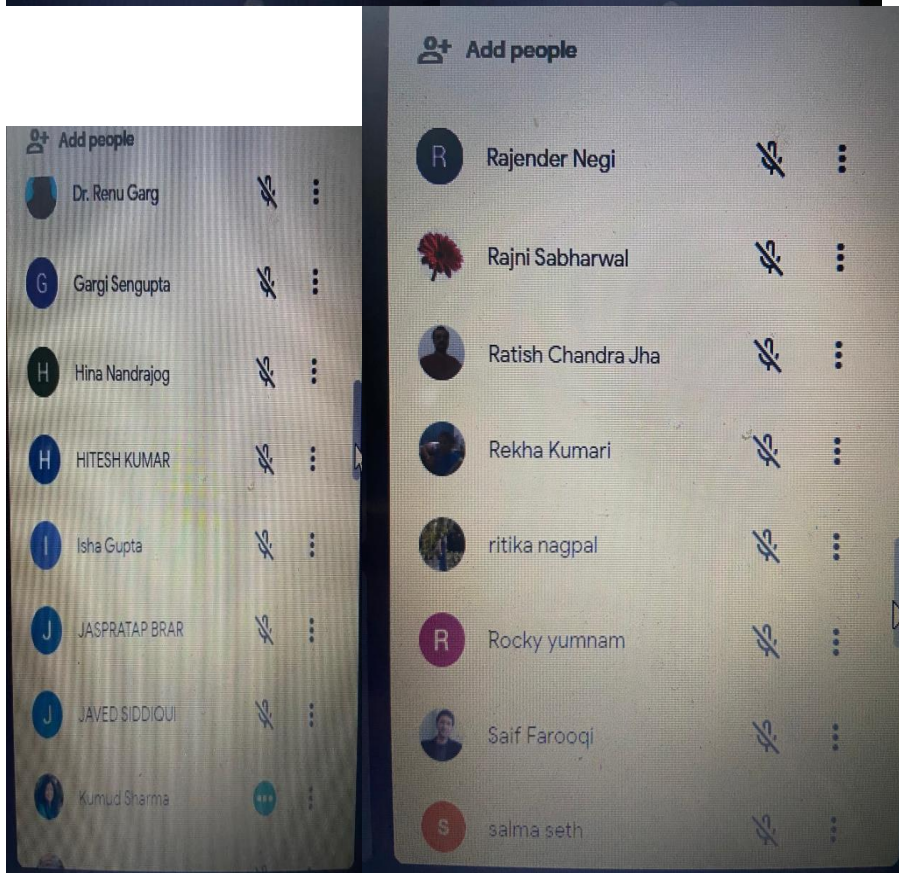 Add people
Dr. Renu Garg
G Gargi Sengupta
H Hina Nandrajog
H HITESH KUMAR
I Isha Gupta
J JASPRATAP BRAR
J JAVED SIDDIQUI
Kumud Sharma
Add people
R Rajender Negi
Rajni Sabharwal
Ratish Chandra Jha
Rekha Kumari
ritika nagpal
R Rocky yumnam
Saif Farooqi
S salma seth